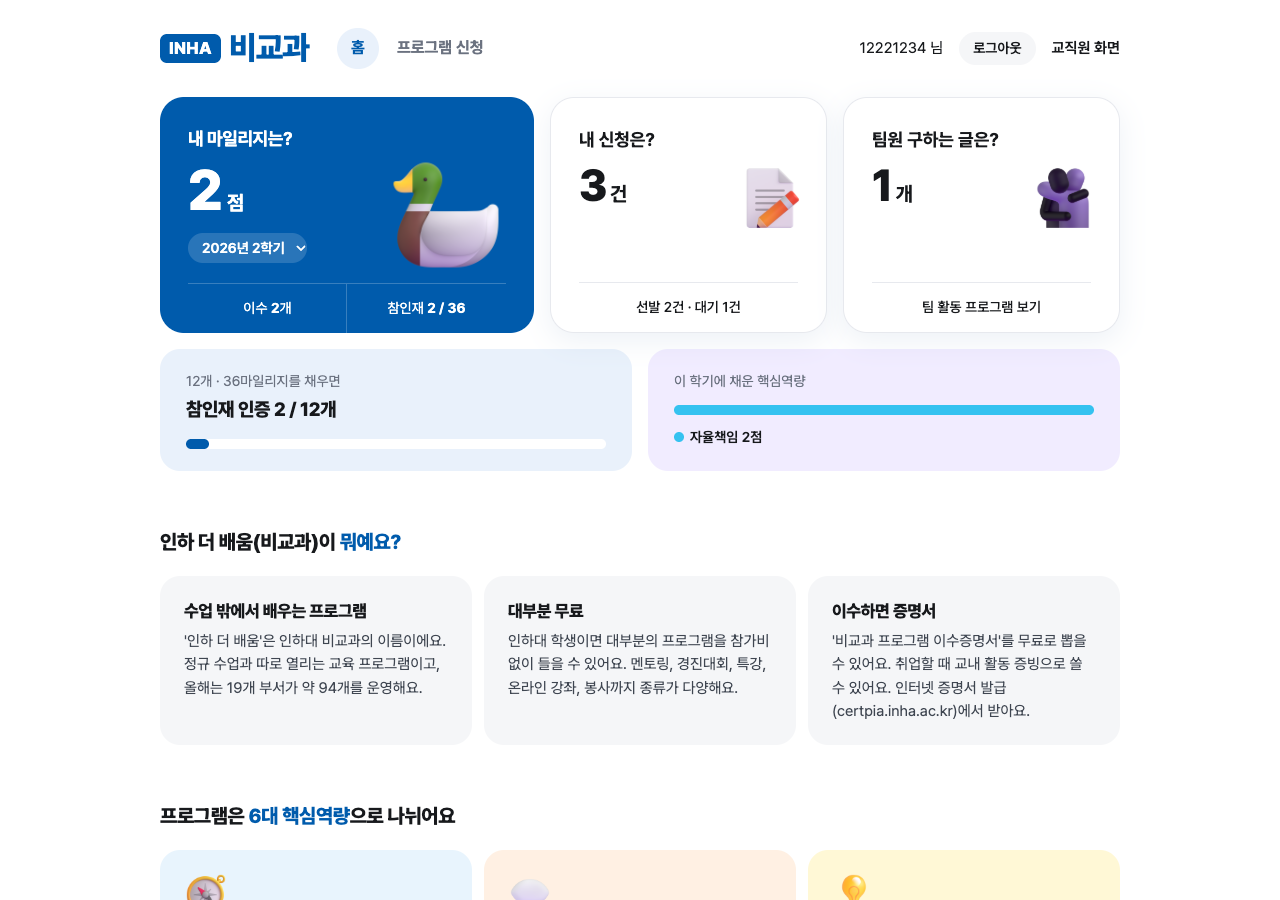 INHA 비교과
홈
프로그램 신청
12221234 님
로그아웃
교직원 화면
내 마일리지는?
2 점
2026년 2학기
이수 2개
참인재 2 / 36
내 신청은?
3 건
선발 2건 · 대기 1건
팀원 구하는 글은?
1 개
팀 활동 프로그램 보기
12개 · 36마일리지를 채우면
참인재 인증 2 / 12개
이 학기에 채운 핵심역량
자율책임 2점
인하 더 배움(비교과)이 뭐예요?
수업 밖에서 배우는 프로그램
'인하 더 배움'은 인하대 비교과의 이름이에요.
정규 수업과 따로 열리는 교육 프로그램이고,
올해는 19개 부서가 약 94개를 운영해요.
대부분 무료
인하대 학생이면 대부분의 프로그램을 참가비
없이 들을 수 있어요. 멘토링, 경진대회, 특강,
온라인 강좌, 봉사까지 종류가 다양해요.
이수하면 증명서
'비교과 프로그램 이수증명서'를 무료로 뽑을
수 있어요. 취업할 때 교내 활동 증빙으로 쓸
수 있어요. 인터넷 증명서 발급
(certpia.inha.ac.kr)에서 받아요.
프로그램은 6대 핵심역량으로 나뉘어요